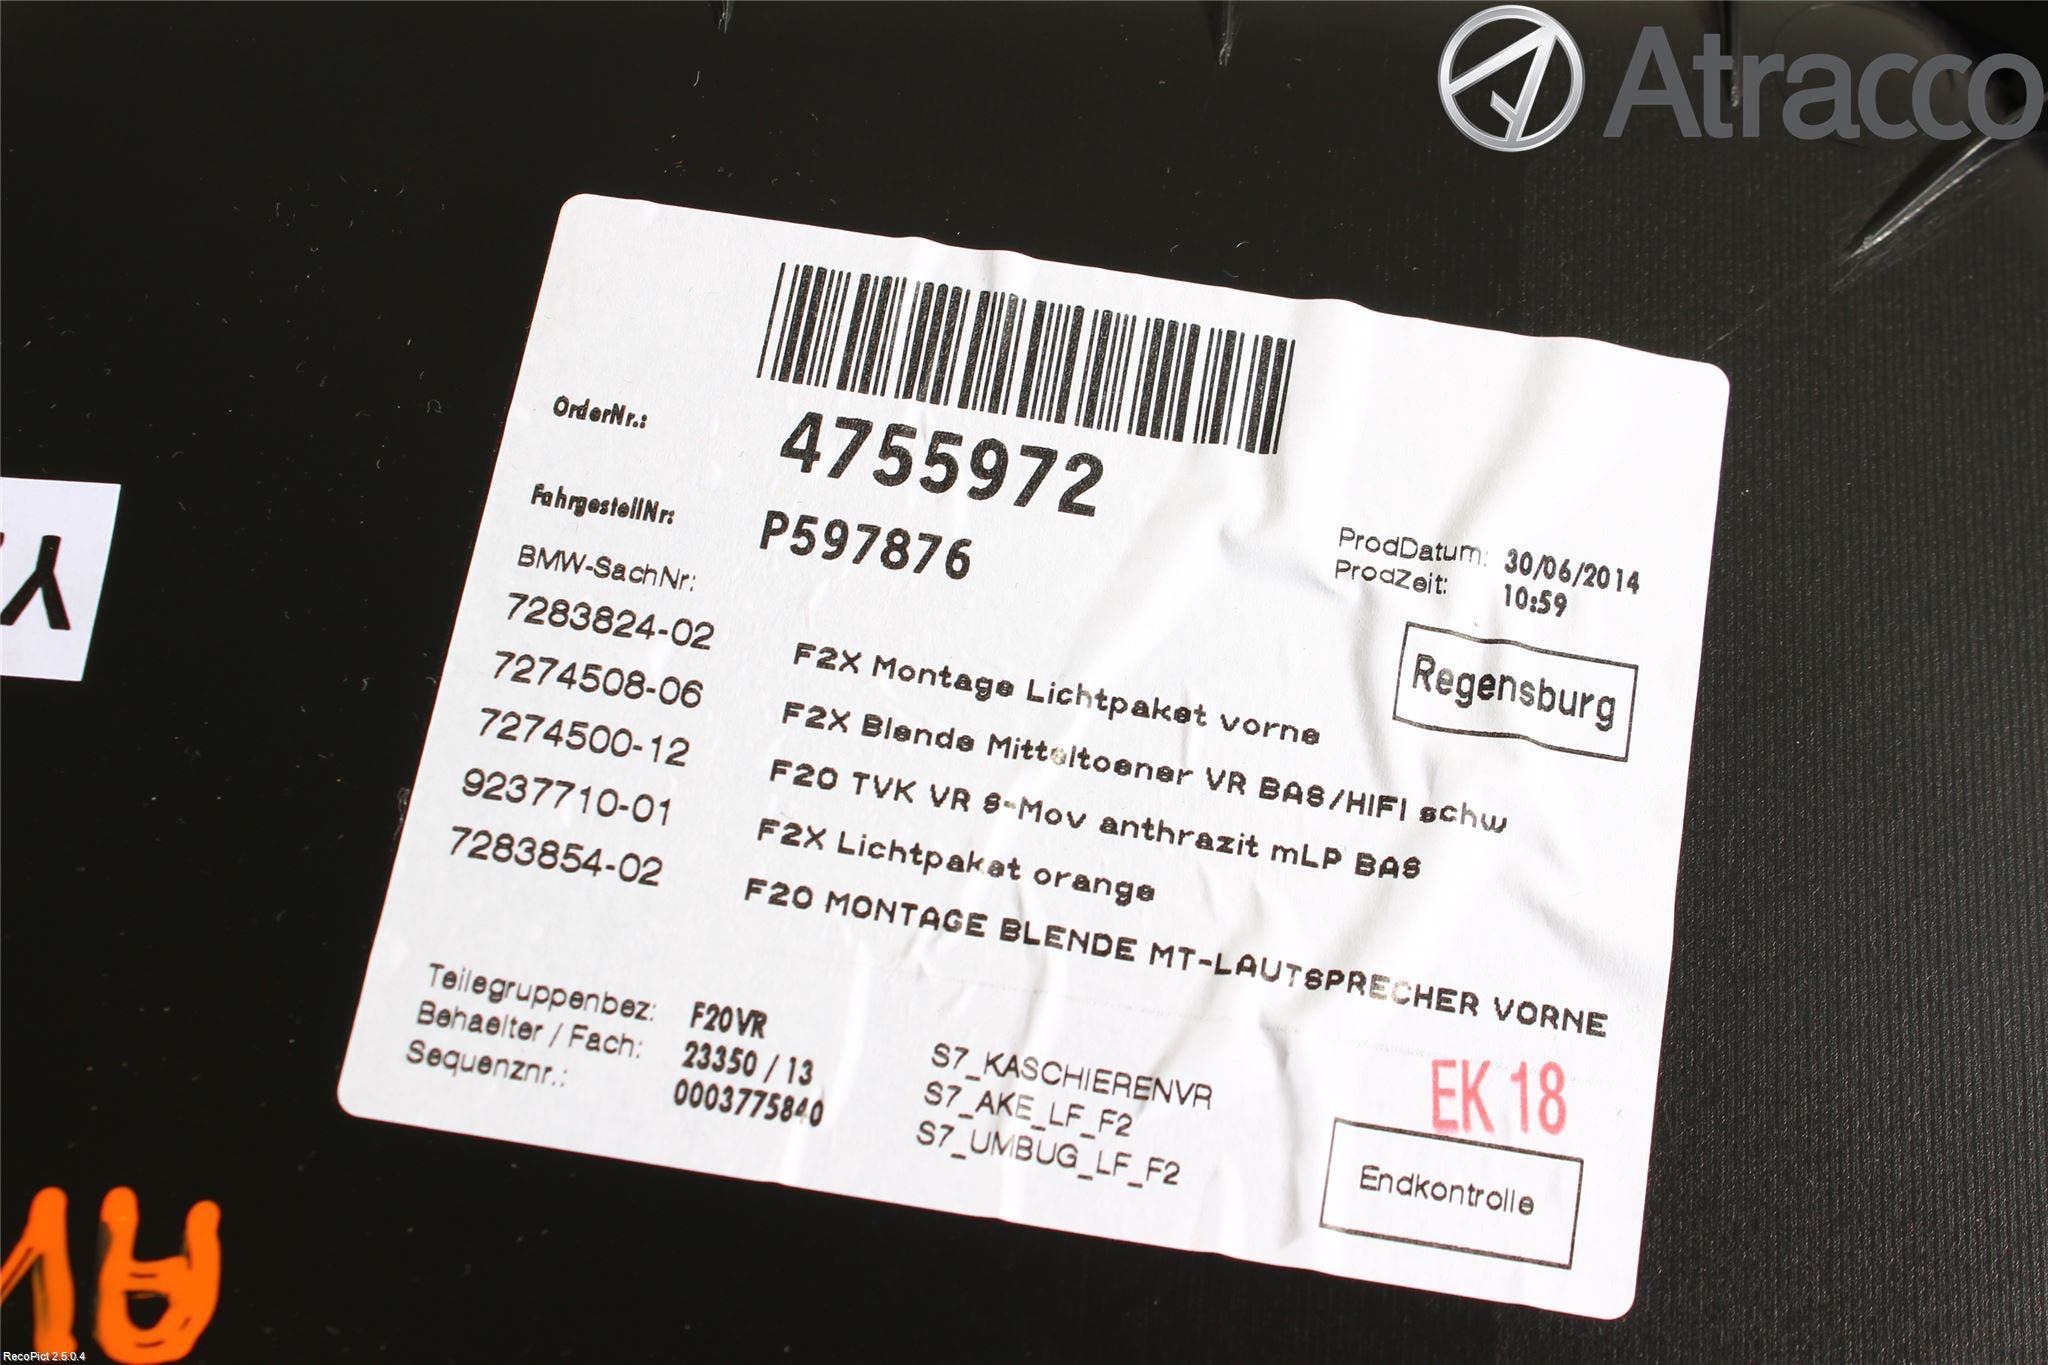 Atracco
OrderNr.: 4755972
FahrgestellNr: P597876
ProdDatum: 30/06/2014
ProdZeit: 10:59
BMW-SachNr:
Regensburg
7283824-02 F2X Montage Lichtpaket vorne
7274508-06 F2X Blende Mitteltoener VR BAS/HIFI schw
7274500-12 F20 TVK VR S-Mov anthrazit mLP BAS
9237710-01 F2X Lichtpaket orange
7283854-02 F20 MONTAGE BLENDE MT-LAUTSPRECHER VORNE
Teilegruppenbez: F20VR
Behaelter / Fach: 23350 / 13
Sequenznr.: 0003775840
S7_KASCHIERENVR
S7_AKE_LF_F2
S7_UMBUG_LF_F2
EK 18
Endkontrolle
RecoPict 2.5.0.4